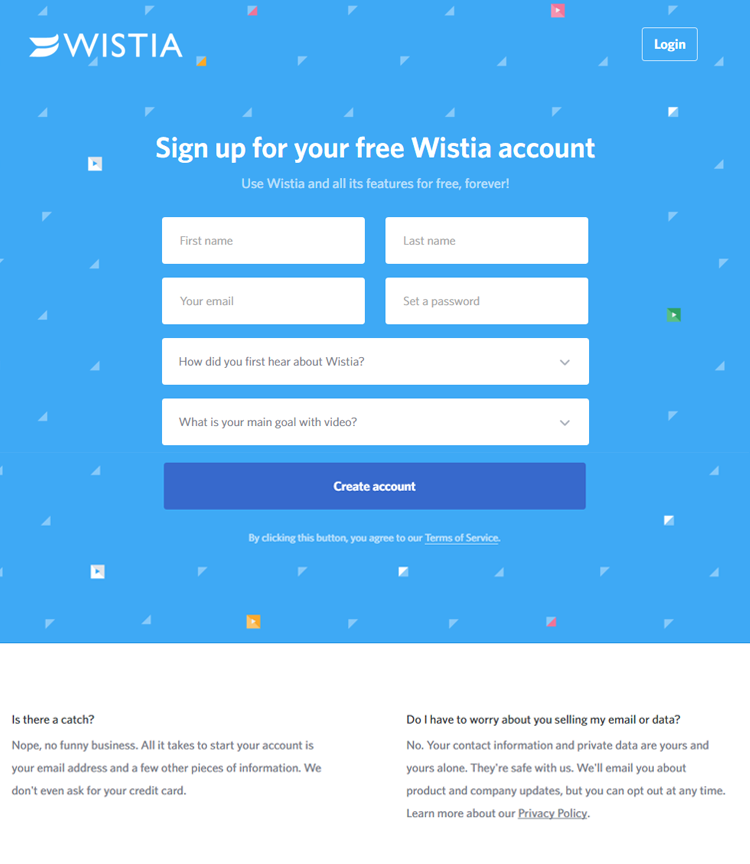 WISTIA
Login
Sign up for your free Wistia account
Use Wistia and all its features for free, forever!
First name
Last name
Your email
Set a password
How did you first hear about Wistia?
What is your main goal with video?
Create account
By clicking this button, you agree to our Terms of Service.
Is there a catch?
Nope, no funny business. All it takes to start your account is
your email address and a few other pieces of information. We
don't even ask for your credit card.
Do I have to worry about you selling my email or data?
No. Your contact information and private data are yours and
yours alone. They're safe with us. We'll email you about
product and company updates, but you can opt out at any time.
Learn more about our Privacy Policy.